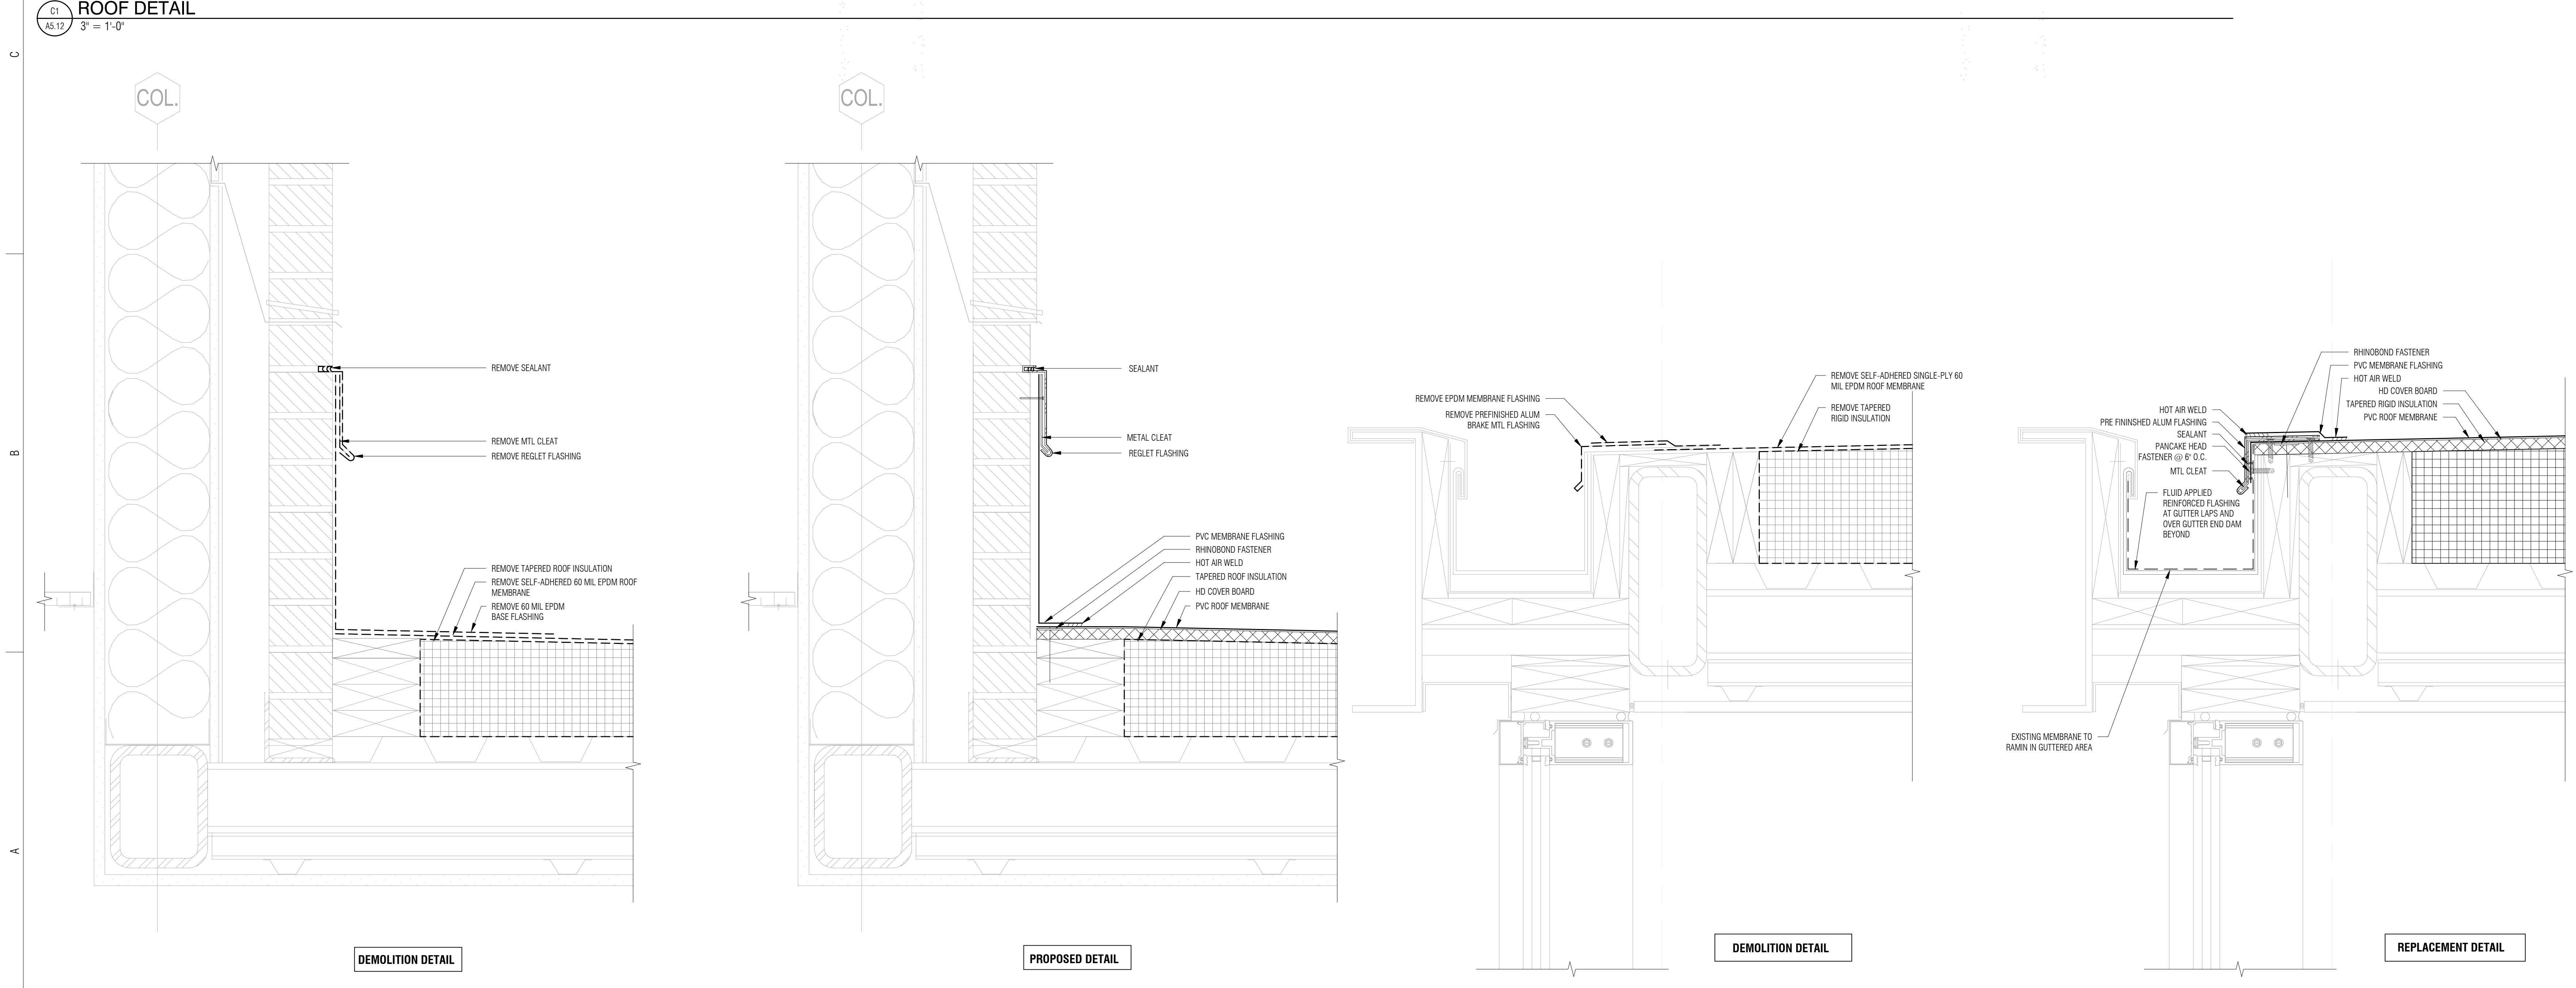 C1
A5.12
ROOF DETAIL
3" = 1'-0"
C
B
A
COL.
REMOVE SEALANT
REMOVE MTL CLEAT
REMOVE REGLET FLASHING
REMOVE TAPERED ROOF INSULATION
REMOVE SELF-ADHERED 60 MIL EPDM ROOF
MEMBRANE
REMOVE 60 MIL EPDM
BASE FLASHING
DEMOLITION DETAIL
COL.
SEALANT
METAL CLEAT
REGLET FLASHING
PVC MEMBRANE FLASHING
RHINOBOND FASTENER
HOT AIR WELD
TAPERED ROOF INSULATION
HD COVER BOARD
PVC ROOF MEMBRANE
PROPOSED DETAIL
REMOVE EPDM MEMBRANE FLASHING
REMOVE PREFINISHED ALUM
BRAKE MTL FLASHING
REMOVE SELF-ADHERED SINGLE-PLY 60
MIL EPDM ROOF MEMBRANE
REMOVE TAPERED
RIGID INSULATION
DEMOLITION DETAIL
RHINOBOND FASTENER
PVC MEMBRANE FLASHING
HOT AIR WELD
HD COVER BOARD
TAPERED RIGID INSULATION
PVC ROOF MEMBRANE
HOT AIR WELD
PRE FININSHED ALUM FLASHING
SEALANT
PANCAKE HEAD
FASTENER @ 6" O.C.
MTL CLEAT
FLUID APPLIED
REINFORCED FLASHING
AT GUTTER LAPS AND
OVER GUTTER END DAM
BEYOND
EXISTING MEMBRANE TO
RAMIN IN GUTTERED AREA
REPLACEMENT DETAIL